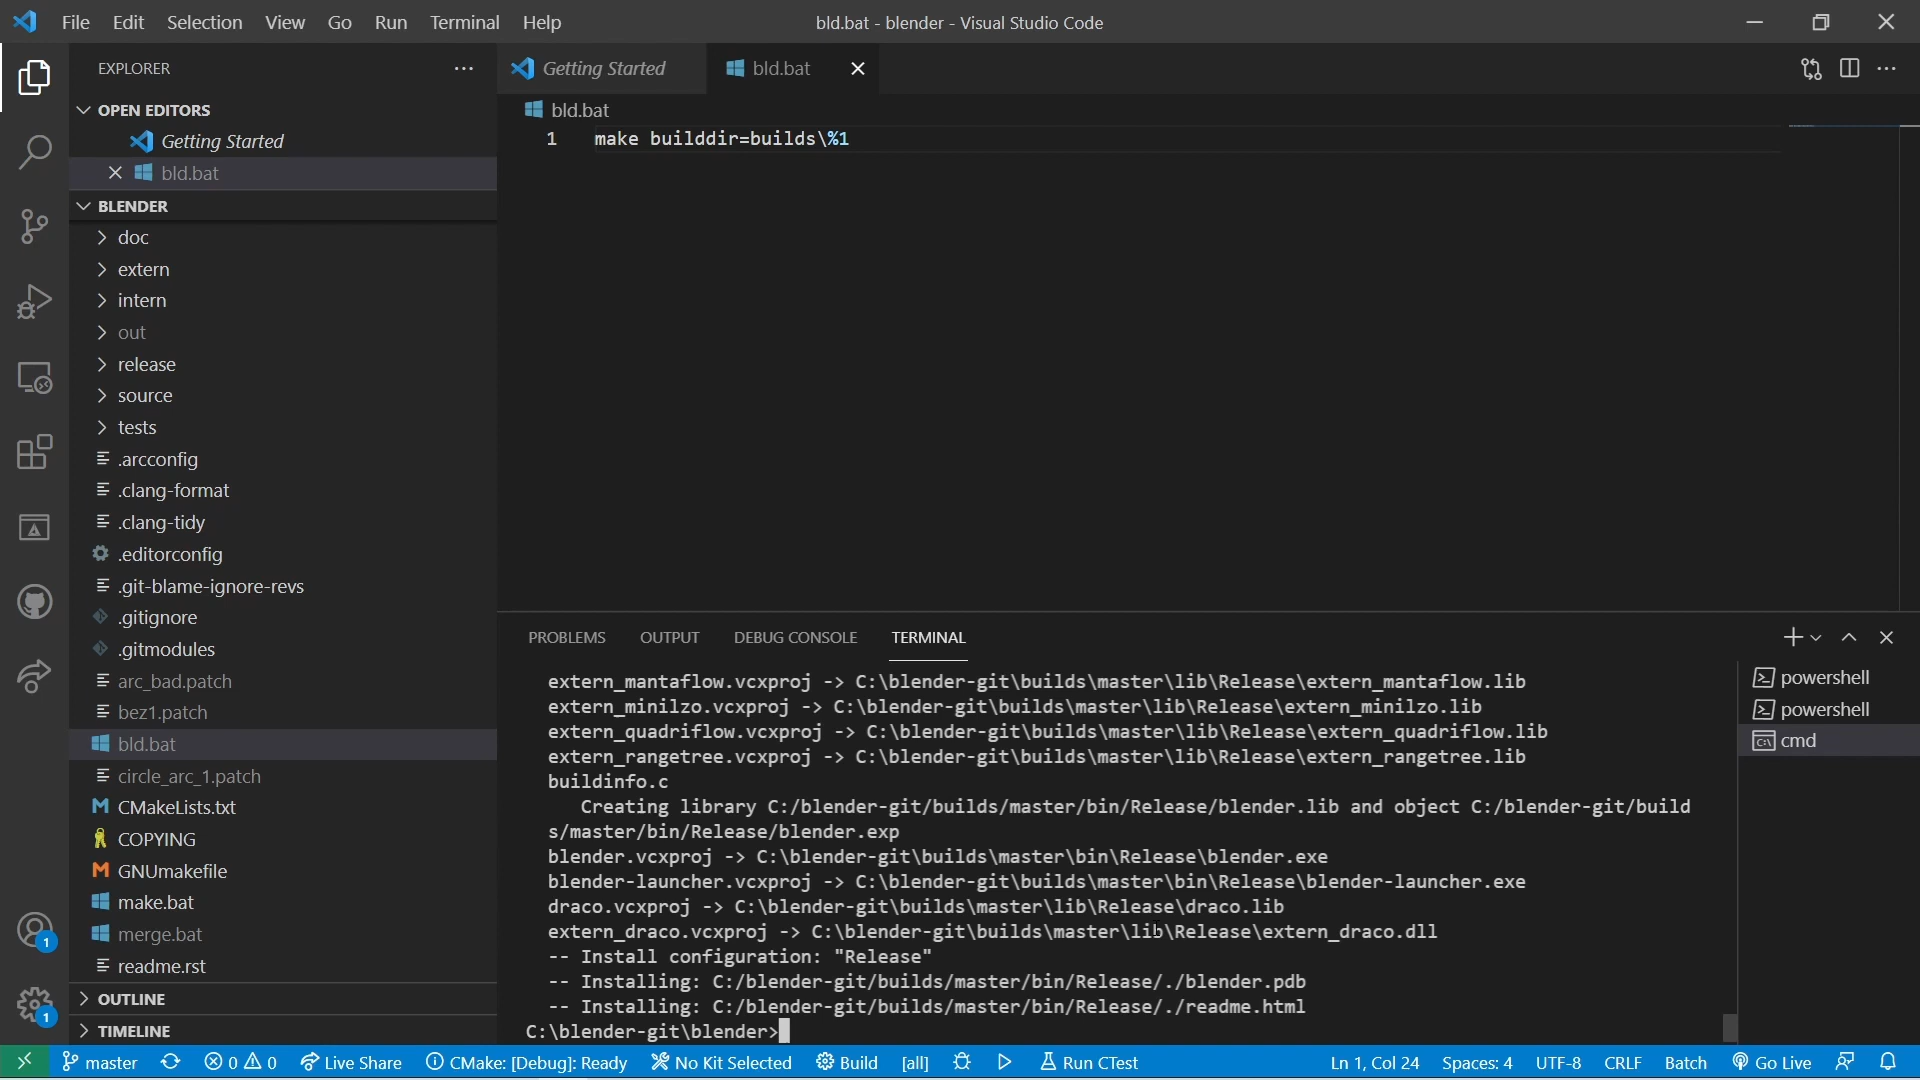 File Edit Selection View Go Run Terminal Help
bld.bat - blender - Visual Studio Code
EXPLORER
OPEN EDITORS
Getting Started
bld.bat
BLENDER
doc
extern
intern
out
release
source
tests
.arcconfig
.clang-format
.clang-tidy
.editorconfig
.git-blame-ignore-revs
.gitignore
.gitmodules
arc_bad.patch
bez1.patch
bld.bat
circle_arc_1.patch
CMakeLists.txt
COPYING
GNUmakefile
make.bat
merge.bat
readme.rst
OUTLINE
TIMELINE
1
1
Getting Started
bld.bat
bld.bat
1 make builddir=builds\%1
PROBLEMS OUTPUT DEBUG CONSOLE TERMINAL
extern_mantaflow.vcxproj -> C:\blender-git\builds\master\lib\Release\extern_mantaflow.lib
extern_minilzo.vcxproj -> C:\blender-git\builds\master\lib\Release\extern_minilzo.lib
extern_quadriflow.vcxproj -> C:\blender-git\builds\master\lib\Release\extern_quadriflow.lib
extern_rangetree.vcxproj -> C:\blender-git\builds\master\lib\Release\extern_rangetree.lib
buildinfo.c
Creating library C:/blender-git/builds/master/bin/Release/blender.lib and object C:/blender-git/build
s/master/bin/Release/blender.exp
blender.vcxproj -> C:\blender-git\builds\master\bin\Release\blender.exe
blender-launcher.vcxproj -> C:\blender-git\builds\master\bin\Release\blender-launcher.exe
draco.vcxproj -> C:\blender-git\builds\master\lib\Release\draco.lib
extern_draco.vcxproj -> C:\blender-git\builds\master\lib\Release\extern_draco.dll
-- Install configuration: "Release"
-- Installing: C:/blender-git/builds/master/bin/Release/./blender.pdb
-- Installing: C:/blender-git/builds/master/bin/Release/./readme.html
C:\blender-git\blender>
powershell
powershell
cmd
master 0 0 Live Share CMake: [Debug]: Ready No Kit Selected Build [all] Run CTest Ln 1, Col 24 Spaces: 4 UTF-8 CRLF Batch Go Live